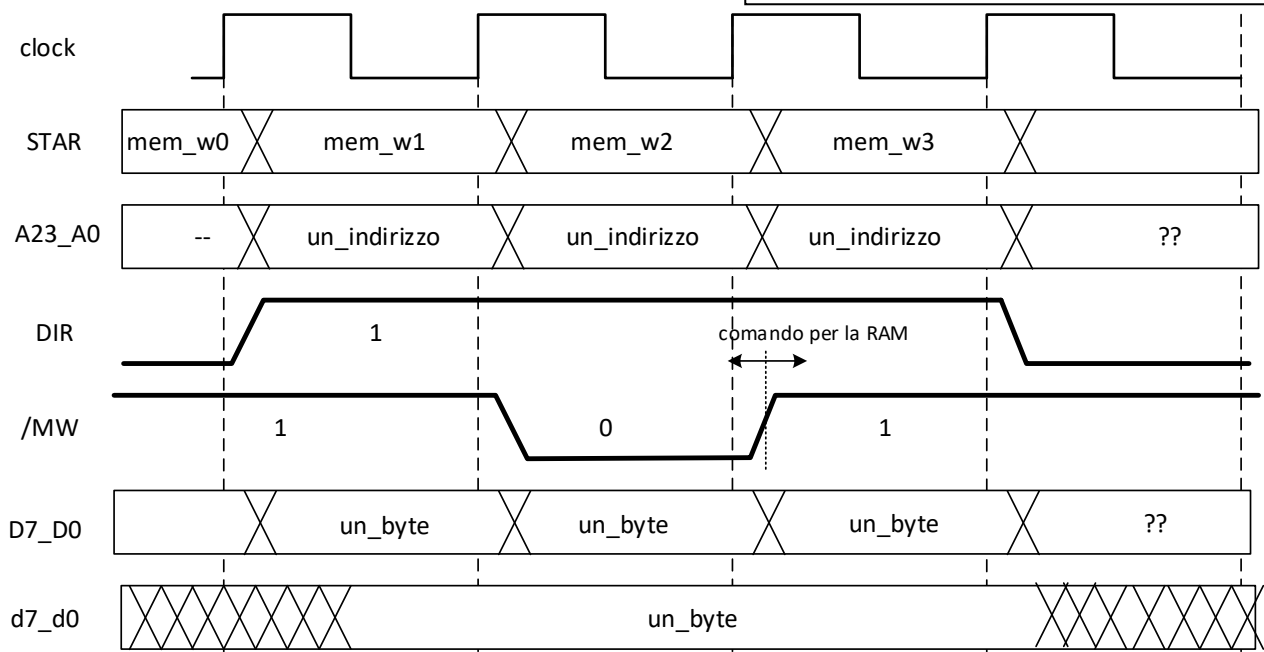 clock
STAR mem_w0 mem_w1 mem_w2 mem_w3
A23_A0 -- un_indirizzo un_indirizzo un_indirizzo ??
DIR 1 comando per la RAM
/MW 1 0 1
D7_D0 un_byte un_byte un_byte ??
d7_d0 un_byte